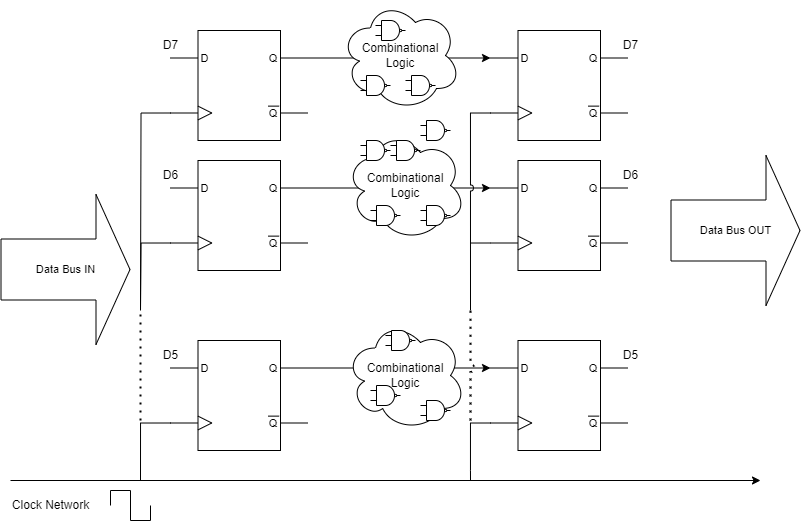 D7
D Q
Q
Combinational
Logic
D7
D Q
Q
D6
D Q
Q
Combinational
Logic
D6
D Q
Q
Data Bus IN
Data Bus OUT
D5
D Q
Q
Combinational
Logic
D5
D Q
Q
Clock Network